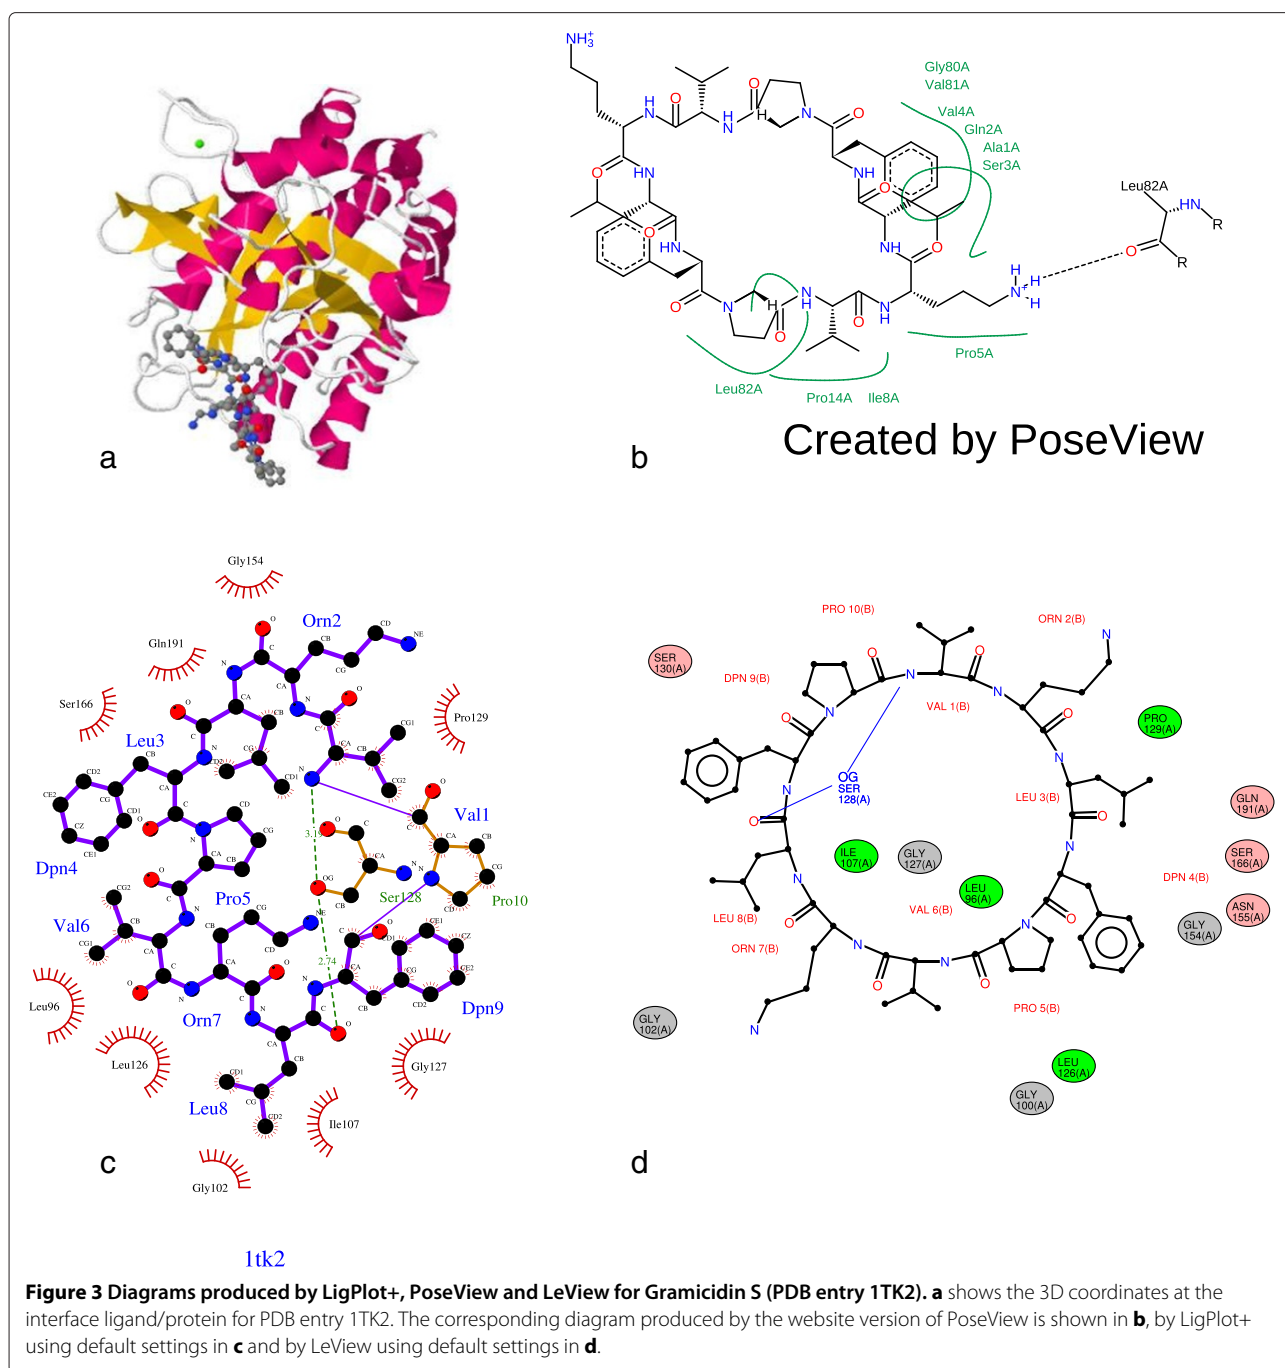 NH3+
H
N
O
N
H
O
H
N
O
Gly80A
Val81A
Val4A
Gln2A
Ala1A
Ser3A
NH
O
HN
O
O
NH
O
O
HN
O
N
H
O
N
H
O
N
H
H
N+
H
H
O
Leu82A
HN
R
R
Leu82A
Pro14A
Ile8A
Pro5A
a
b
Created by PoseView
Gly154
Orn2
Gln191
Ser166
Leu3
Pro129
Val1
Dpn4
Pro5
Ser128
Pro10
3.19
2.74
Val6
Leu96
Orn7
Dpn9
Leu126
Gly127
Leu8
Ile107
Gly102
c
1tk2
PRO 10(B)
ORN 2(B)
SER
130(A)
DPN 9(B)
VAL 1(B)
PRO
129(A)
OG
SER
128(A)
LEU 3(B)
GLN
191(A)
ILE
107(A)
GLY
127(A)
SER
166(A)
LEU
96(A)
DPN 4(B)
ASN
155(A)
LEU 8(B)
VAL 6(B)
GLY
154(A)
ORN 7(B)
PRO 5(B)
GLY
102(A)
LEU
126(A)
GLY
100(A)
d
Figure 3 Diagrams produced by LigPlot+, PoseView and LeView for Gramicidin S (PDB entry 1TK2). a shows the 3D coordinates at the
interface ligand/protein for PDB entry 1TK2. The corresponding diagram produced by the website version of PoseView is shown in b, by LigPlot+
using default settings in c and by LeView using default settings in d.